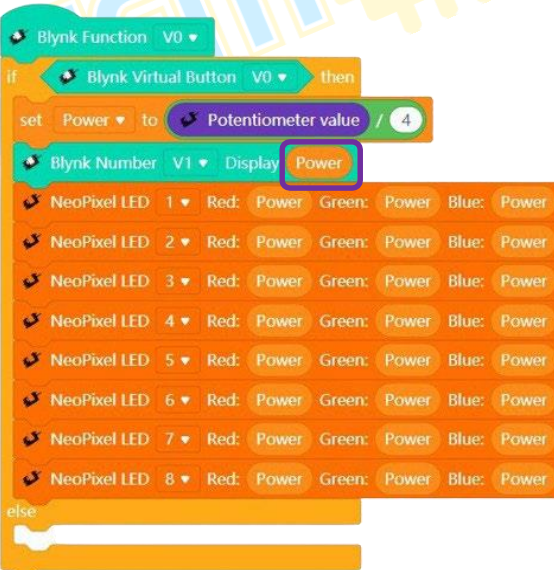 Blynk Function V0
if Blynk Virtual Button V0 then
set Power to Potentiometer value / 4
Blynk Number V1 Display Power
NeoPixel LED 1 Red: Power Green: Power Blue: Power
NeoPixel LED 2 Red: Power Green: Power Blue: Power
NeoPixel LED 3 Red: Power Green: Power Blue: Power
NeoPixel LED 4 Red: Power Green: Power Blue: Power
NeoPixel LED 5 Red: Power Green: Power Blue: Power
NeoPixel LED 6 Red: Power Green: Power Blue: Power
NeoPixel LED 7 Red: Power Green: Power Blue: Power
NeoPixel LED 8 Red: Power Green: Power Blue: Power
else